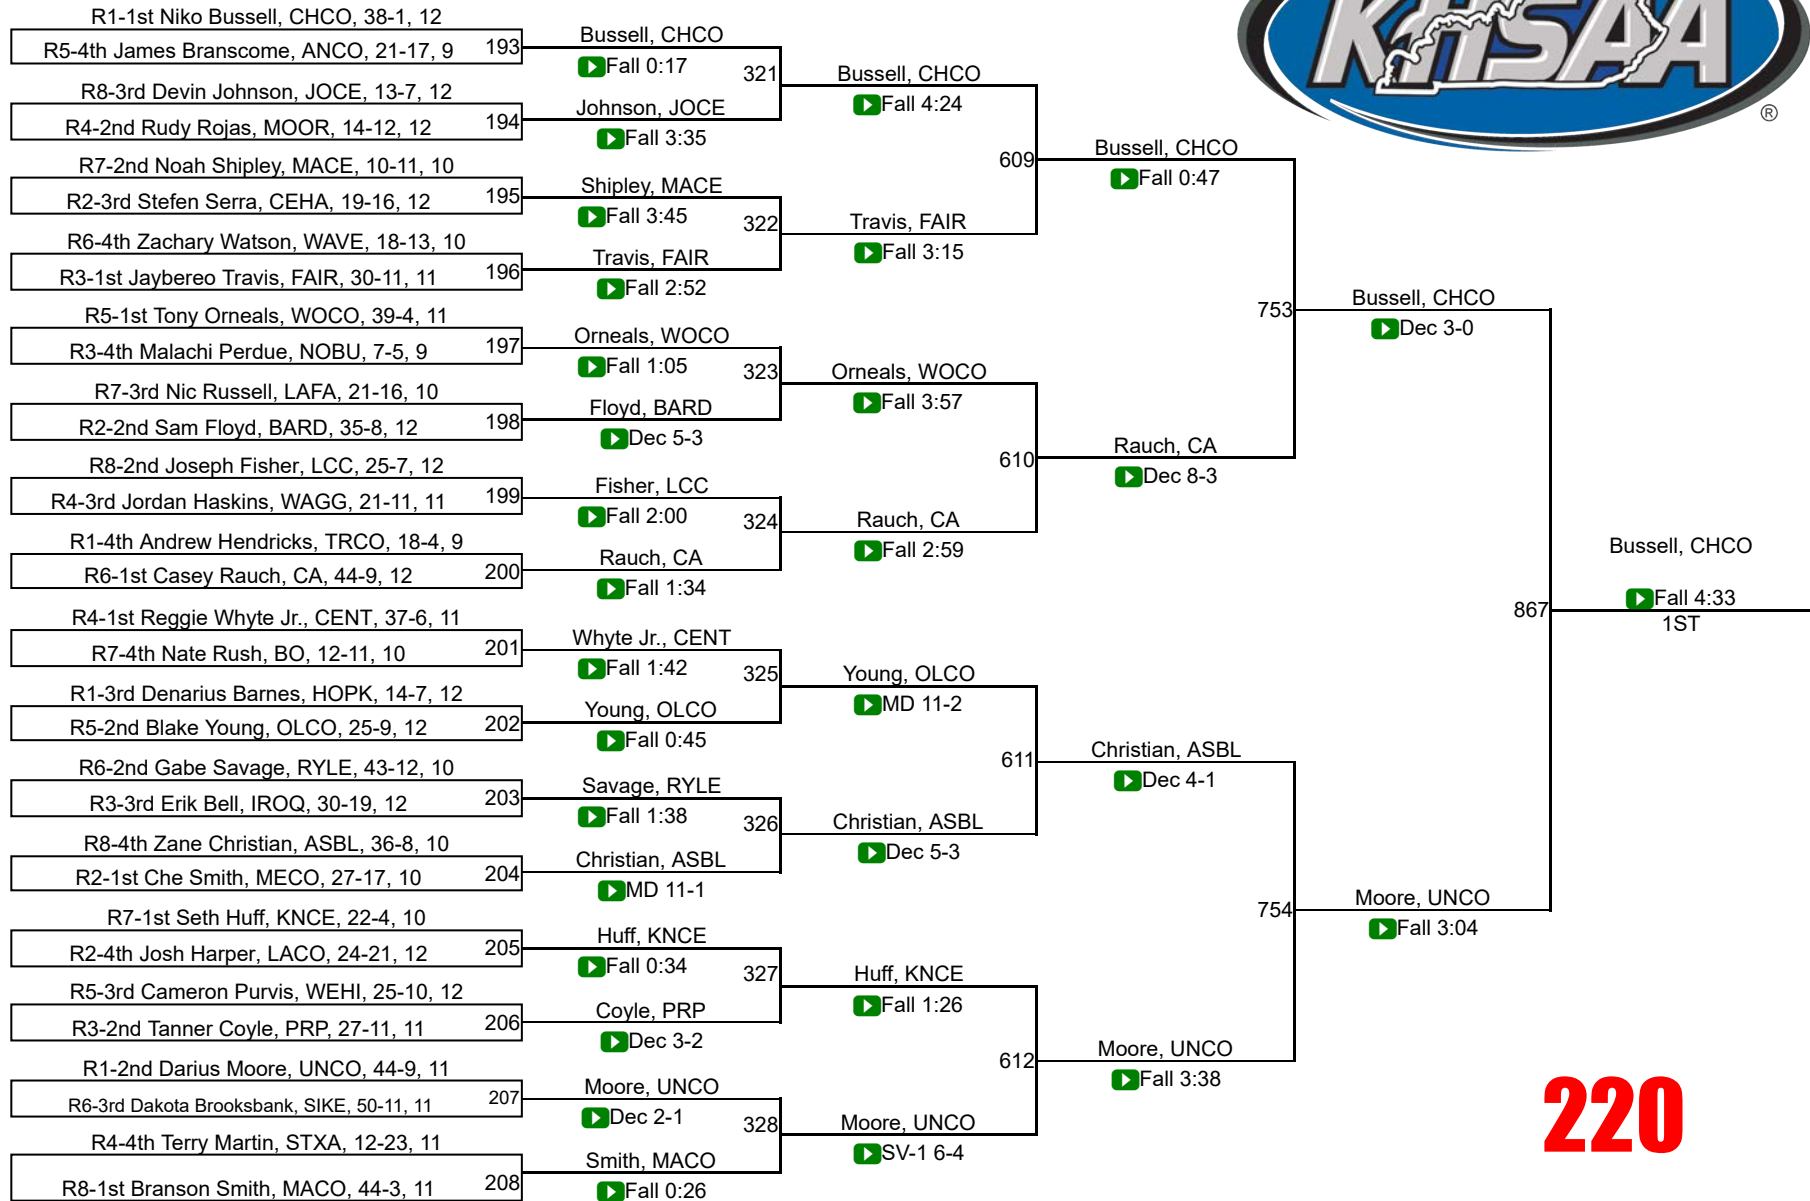 KHSAA
®
R1-1st Niko Bussell, CHCO, 38-1, 12
R5-4th James Branscome, ANCO, 21-17, 9
193
R8-3rd Devin Johnson, JOCE, 13-7, 12
R4-2nd Rudy Rojas, MOOR, 14-12, 12
194
R7-2nd Noah Shipley, MACE, 10-11, 10
R2-3rd Stefen Serra, CEHA, 19-16, 12
195
R6-4th Zachary Watson, WAVE, 18-13, 10
R3-1st Jaybereo Travis, FAIR, 30-11, 11
196
R5-1st Tony Orneals, WOCO, 39-4, 11
R3-4th Malachi Perdue, NOBU, 7-5, 9
197
R7-3rd Nic Russell, LAFA, 21-16, 10
R2-2nd Sam Floyd, BARD, 35-8, 12
198
R8-2nd Joseph Fisher, LCC, 25-7, 12
R4-3rd Jordan Haskins, WAGG, 21-11, 11
199
R1-4th Andrew Hendricks, TRCO, 18-4, 9
R6-1st Casey Rauch, CA, 44-9, 12
200
R4-1st Reggie Whyte Jr., CENT, 37-6, 11
R7-4th Nate Rush, BO, 12-11, 10
201
R1-3rd Denarius Barnes, HOPK, 14-7, 12
R5-2nd Blake Young, OLCO, 25-9, 12
202
R6-2nd Gabe Savage, RYLE, 43-12, 10
R3-3rd Erik Bell, IROQ, 30-19, 12
203
R8-4th Zane Christian, ASBL, 36-8, 10
R2-1st Che Smith, MECO, 27-17, 10
204
R7-1st Seth Huff, KNCE, 22-4, 10
R2-4th Josh Harper, LACO, 24-21, 12
205
R5-3rd Cameron Purvis, WEHI, 25-10, 12
R3-2nd Tanner Coyle, PRP, 27-11, 11
206
R1-2nd Darius Moore, UNCO, 44-9, 11
R6-3rd Dakota Brooksbank, SIKE, 50-11, 11
207
R4-4th Terry Martin, STXA, 12-23, 11
R8-1st Branson Smith, MACO, 44-3, 11
208
Bussell, CHCO
Fall 0:17
321
Johnson, JOCE
Fall 3:35
Shipley, MACE
Fall 3:45
322
Travis, FAIR
Fall 2:52
Orneals, WOCO
Fall 1:05
323
Floyd, BARD
Dec 5-3
Fisher, LCC
Fall 2:00
324
Rauch, CA
Fall 1:34
Whyte Jr., CENT
Fall 1:42
325
Young, OLCO
Fall 0:45
Savage, RYLE
Fall 1:38
326
Christian, ASBL
MD 11-1
Huff, KNCE
Fall 0:34
327
Coyle, PRP
Dec 3-2
Moore, UNCO
Dec 2-1
328
Smith, MACO
Fall 0:26
Bussell, CHCO
Fall 4:24
609
Travis, FAIR
Fall 3:15
Orneals, WOCO
Fall 3:57
610
Rauch, CA
Fall 2:59
Young, OLCO
MD 11-2
611
Christian, ASBL
Dec 5-3
Huff, KNCE
Fall 1:26
612
Moore, UNCO
SV-1 6-4
Bussell, CHCO
Fall 0:47
753
Rauch, CA
Dec 8-3
Christian, ASBL
Dec 4-1
754
Moore, UNCO
Fall 3:38
Bussell, CHCO
Dec 3-0
867
Moore, UNCO
Fall 3:04
Bussell, CHCO
Fall 4:33
1ST
220